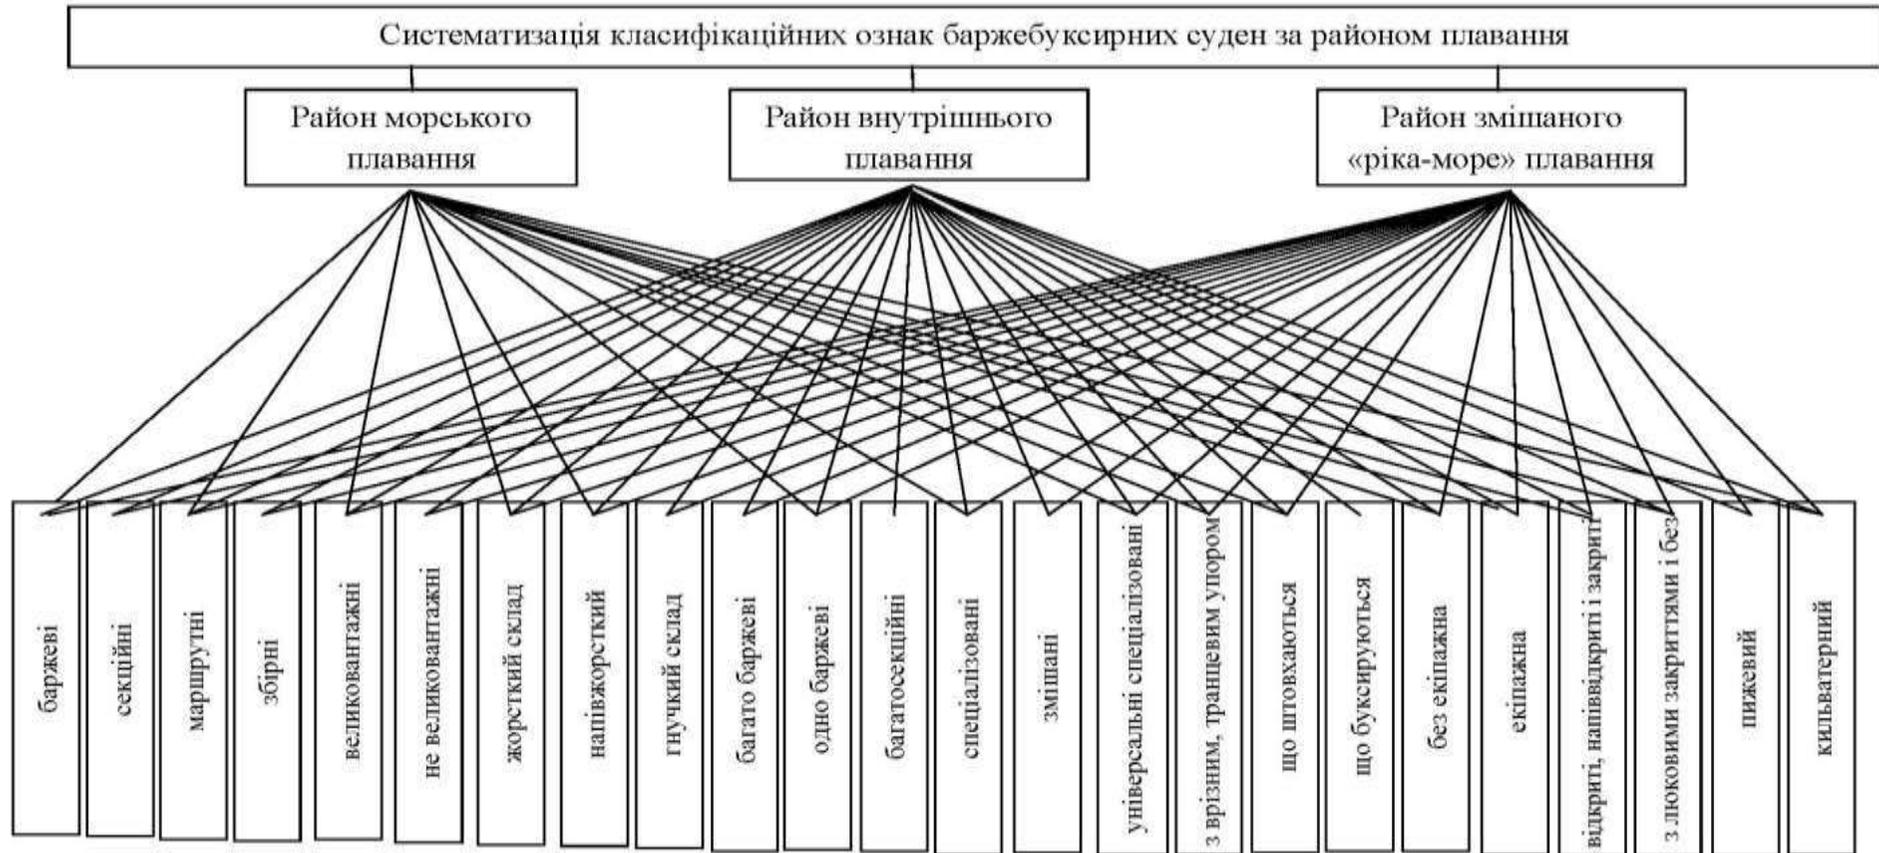 Систематизація класифікаційних ознак баржебуксирних суден за районом плавання
Район морського
плавання
Район внутрішнього
плавання
Район змішаного
«ріка-море» плавання
баржеві
секційні
маршрутні
збірні
великовантажні
не великовантажні
жорсткий склад
напівжорсткий
гнучкий склад
багато баржеві
одно баржеві
багатосекційні
спеціалізовані
змішані
універсальні спеціалізовані
з врізним, транцевим упором
що штовхаються
що буксируються
без екіпажна
екіпажна
відкриті, напіввідкриті і закриті
з люковими закриттями і без
пижевий
кильватерний